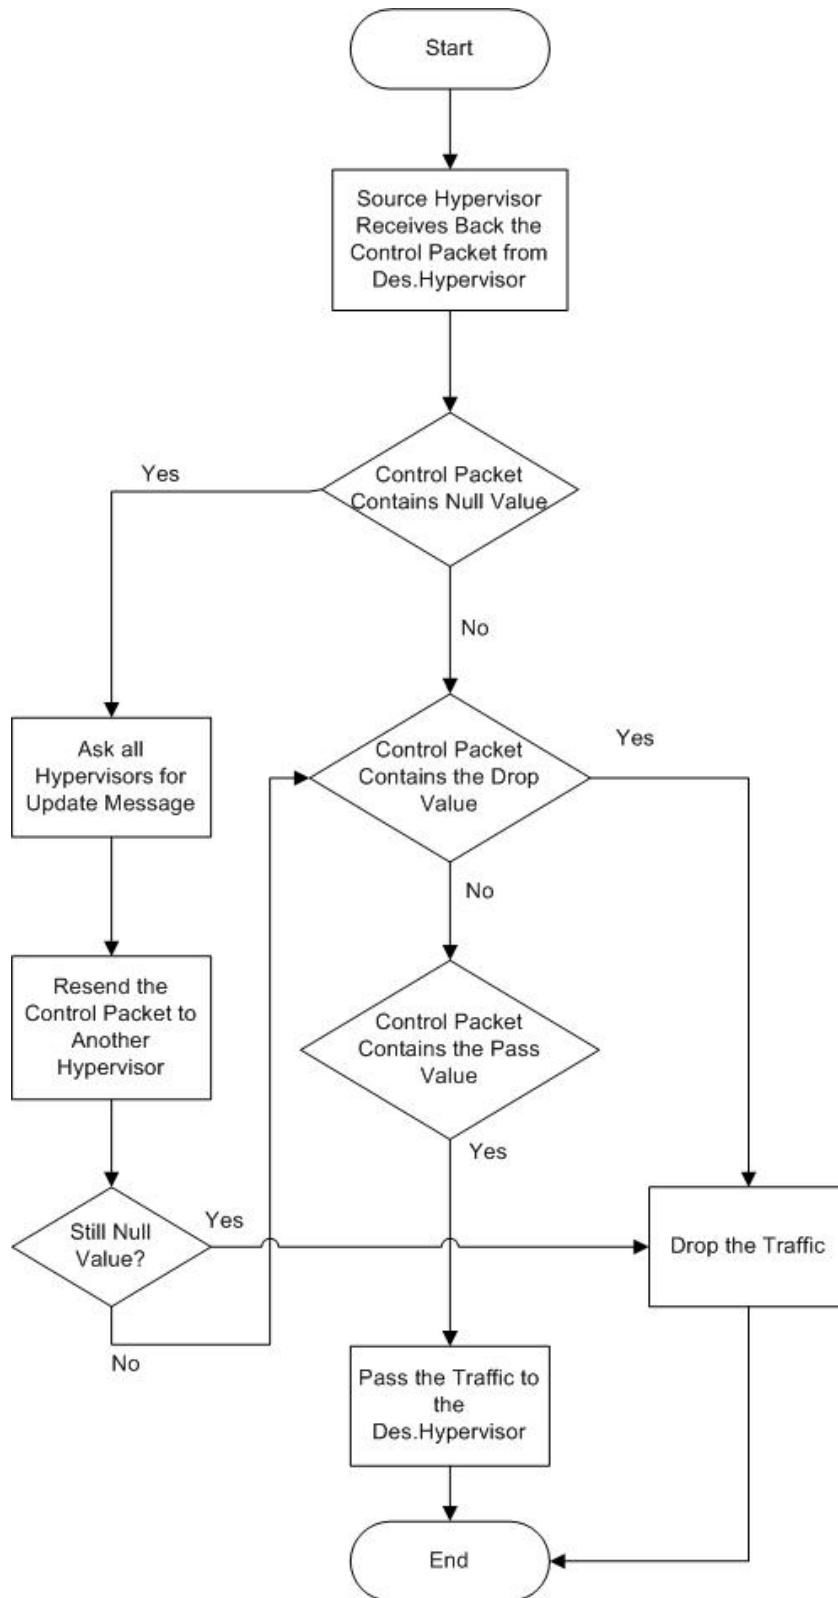 Start
Source Hypervisor
Receives Back the
Control Packet from
Des.Hypervisor
Yes
Control Packet
Contains Null Value
No
Ask all
Hypervisors for
Update Message
Control Packet
Contains the Drop
Value
Yes
No
Resend the
Control Packet to
Another
Hypervisor
Control Packet
Contains the Pass
Value
Yes
Still Null
Value?
Yes
Drop the Traffic
No
Pass the Traffic to
the
Des.Hypervisor
End